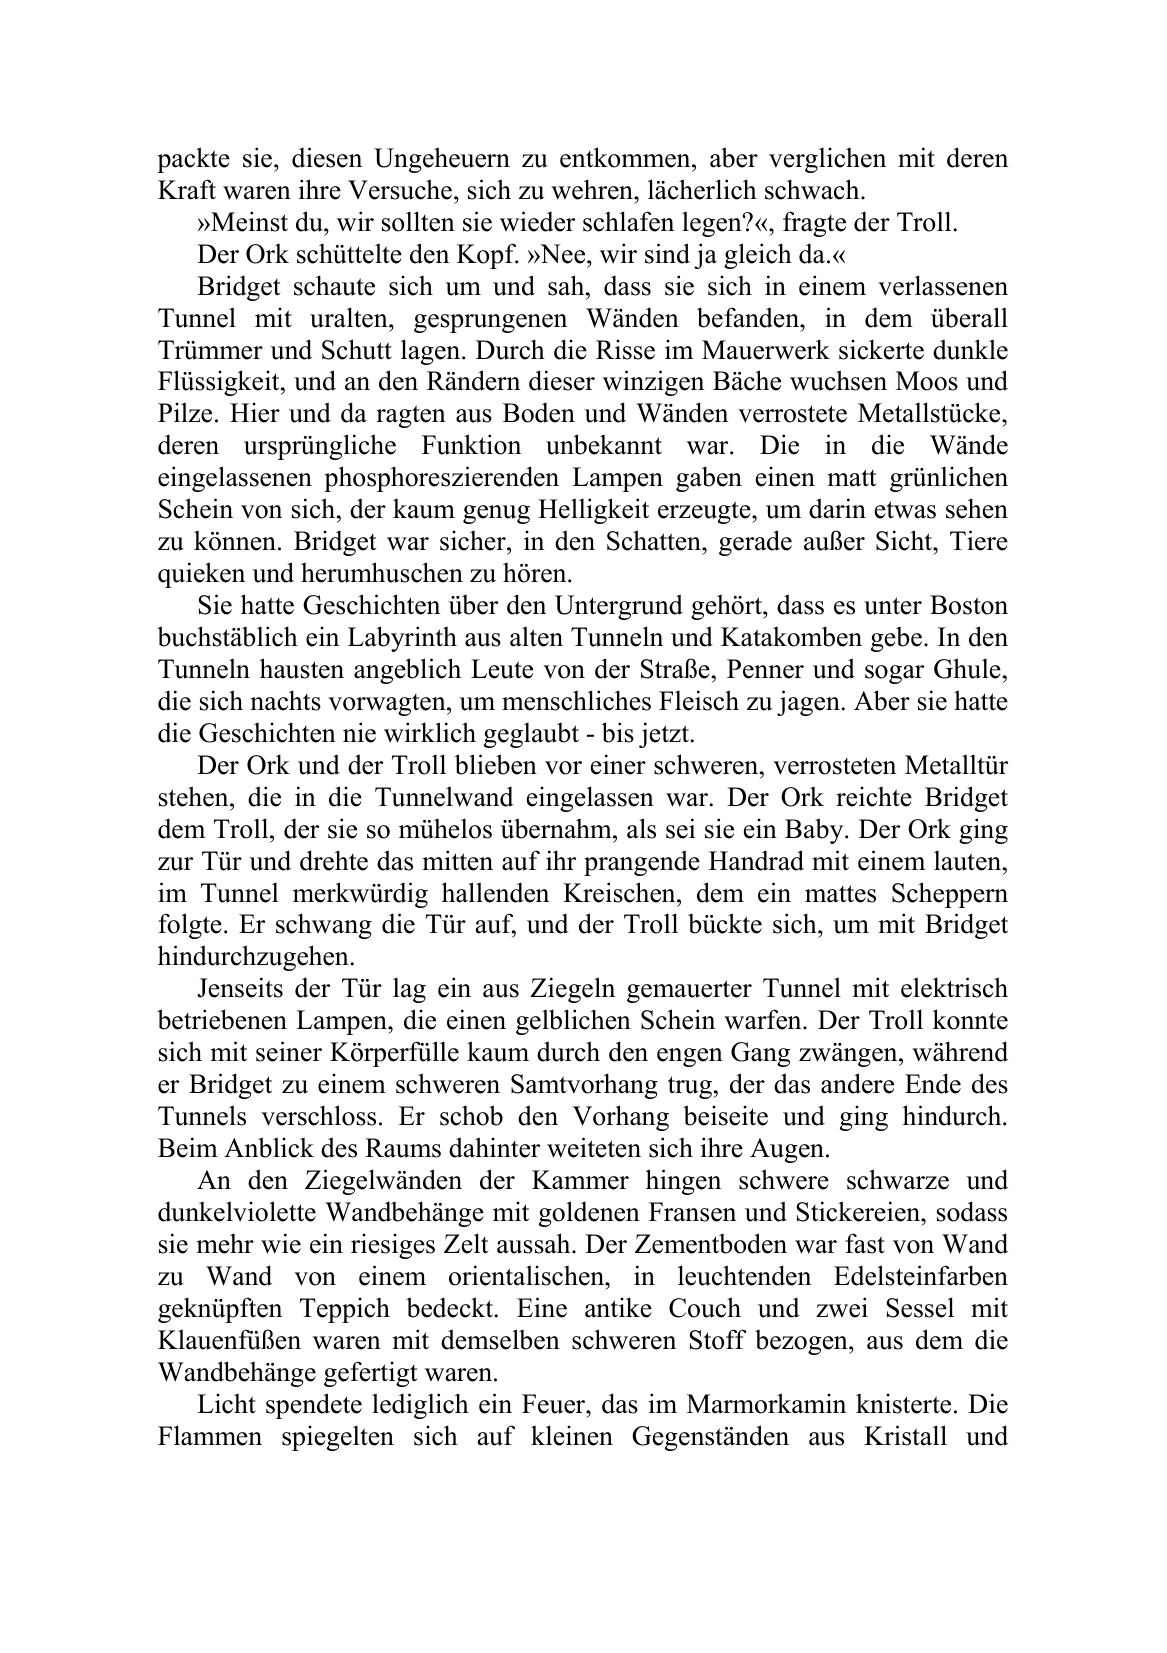 packte sie, diesen Ungeheuern zu entkommen, aber verglichen mit deren
Kraft waren ihre Versuche, sich zu wehren, lächerlich schwach.
»Meinst du, wir sollten sie wieder schlafen legen?«, fragte der Troll.
Der Ork schüttelte den Kopf. »Nee, wir sind ja gleich da.«
Bridget schaute sich um und sah, dass sie sich in einem verlassenen
Tunnel mit uralten, gesprungenen Wänden befanden, in dem überall
Trümmer und Schutt lagen. Durch die Risse im Mauerwerk sickerte dunkle
Flüssigkeit, und an den Rändern dieser winzigen Bäche wuchsen Moos und
Pilze. Hier und da ragten aus Boden und Wänden verrostete Metallstücke,
deren ursprüngliche Funktion unbekannt war. Die in die Wände
eingelassenen phosphoreszierenden Lampen gaben einen matt grünlichen
Schein von sich, der kaum genug Helligkeit erzeugte, um darin etwas sehen
zu können. Bridget war sicher, in den Schatten, gerade außer Sicht, Tiere
quieken und herumhuschen zu hören.
Sie hatte Geschichten über den Untergrund gehört, dass es unter Boston
buchstäblich ein Labyrinth aus alten Tunneln und Katakomben gebe. In den
Tunneln hausten angeblich Leute von der Straße, Penner und sogar Ghule,
die sich nachts vorwagten, um menschliches Fleisch zu jagen. Aber sie hatte
die Geschichten nie wirklich geglaubt - bis jetzt.
Der Ork und der Troll blieben vor einer schweren, verrosteten Metalltür
stehen, die in die Tunnelwand eingelassen war. Der Ork reichte Bridget
dem Troll, der sie so mühelos übernahm, als sei sie ein Baby. Der Ork ging
zur Tür und drehte das mitten auf ihr prangende Handrad mit einem lauten,
im Tunnel merkwürdig hallenden Kreischen, dem ein mattes Scheppern
folgte. Er schwang die Tür auf, und der Troll bückte sich, um mit Bridget
hindurchzugehen.
Jenseits der Tür lag ein aus Ziegeln gemauerter Tunnel mit elektrisch
betriebenen Lampen, die einen gelblichen Schein warfen. Der Troll konnte
sich mit seiner Körperfülle kaum durch den engen Gang zwängen, während
er Bridget zu einem schweren Samtvorhang trug, der das andere Ende des
Tunnels verschloss. Er schob den Vorhang beiseite und ging hindurch.
Beim Anblick des Raums dahinter weiteten sich ihre Augen.
An den Ziegelwänden der Kammer hingen schwere schwarze und
dunkelviolette Wandbehänge mit goldenen Fransen und Stickereien, sodass
sie mehr wie ein riesiges Zelt aussah. Der Zementboden war fast von Wand
zu Wand von einem orientalischen, in leuchtenden Edelsteinfarben
geknüpften Teppich bedeckt. Eine antike Couch und zwei Sessel mit
Klauenfüßen waren mit demselben schweren Stoff bezogen, aus dem die
Wandbehänge gefertigt waren.
Licht spendete lediglich ein Feuer, das im Marmorkamin knisterte. Die
Flammen spiegelten sich auf kleinen Gegenständen aus Kristall und